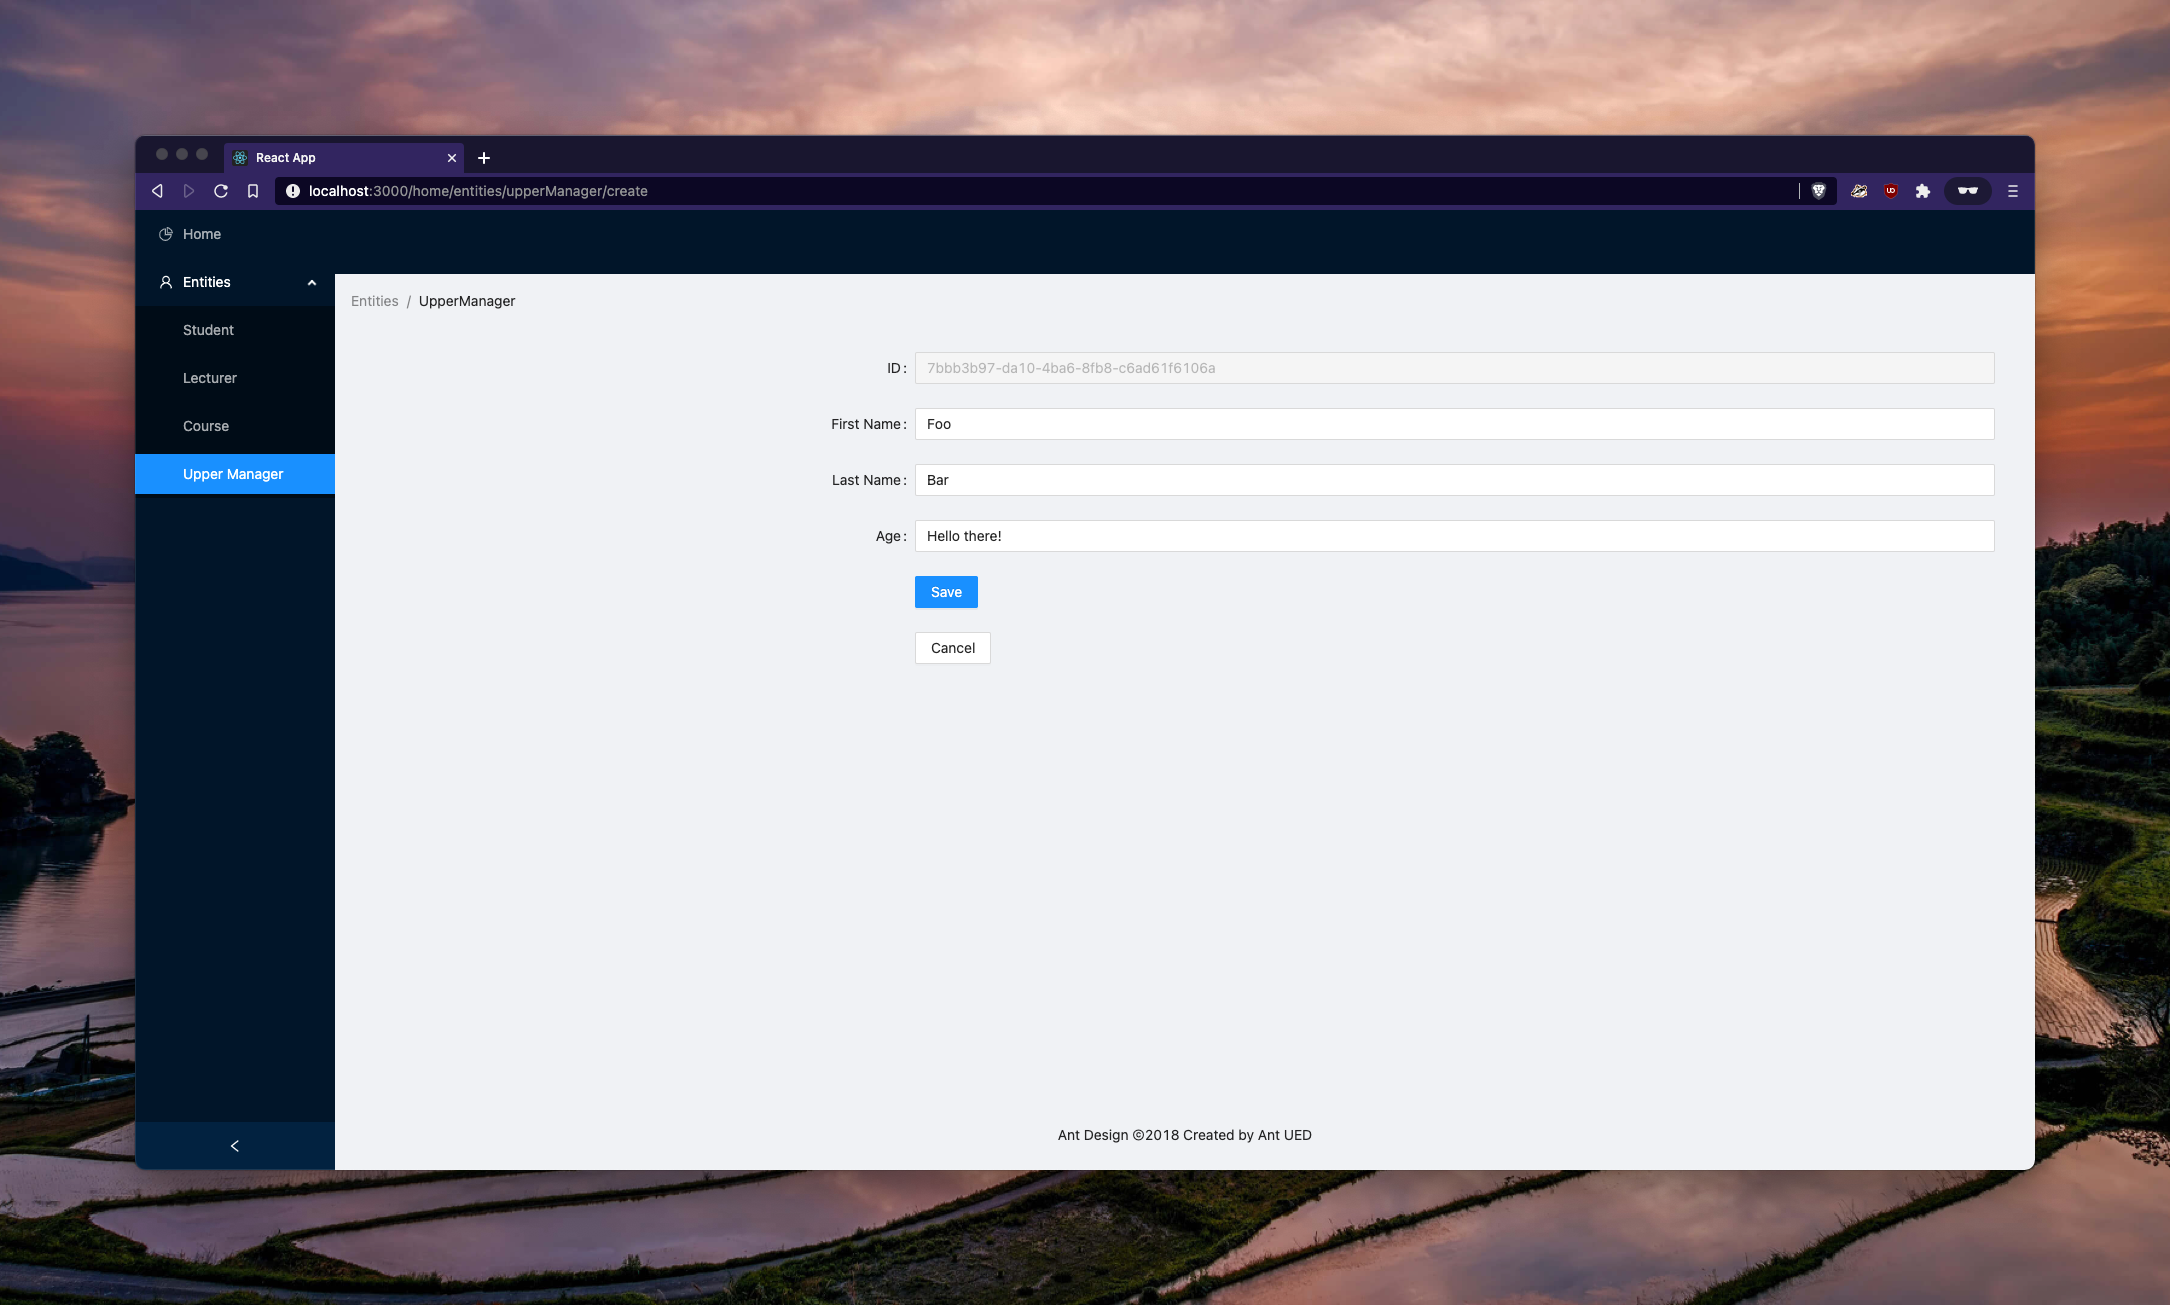 React App
localhost:3000/home/entities/upperManager/create
Home
Entities
Student
Lecturer
Course
Upper Manager
Entities / UpperManager
ID: 7bbb3b97-da10-4ba6-8fb8-c6ad61f6106a
First Name: Foo
Last Name: Bar
Age: Hello there!
Save
Cancel
Ant Design ©2018 Created by Ant UED